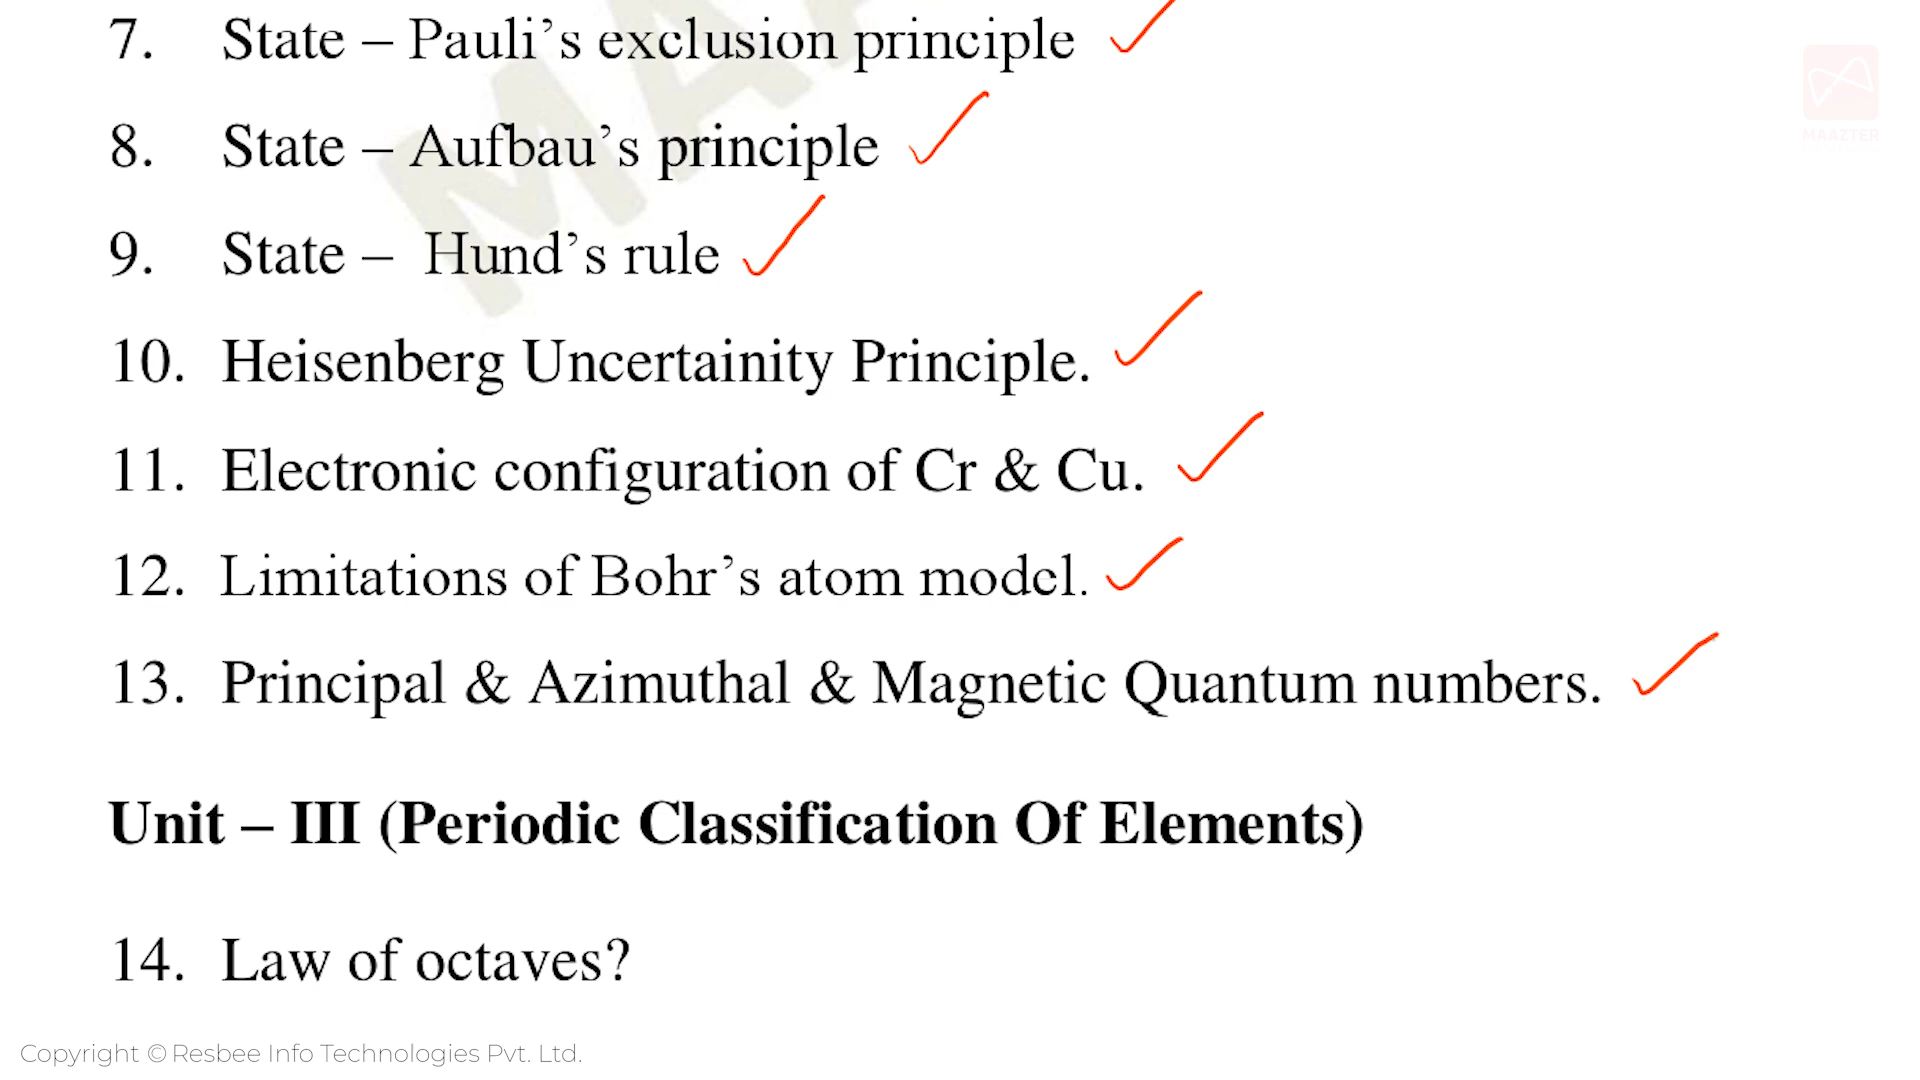 7. State – Pauli’s exclusion principle
8. State – Aufbau’s principle
9. State – Hund’s rule
10. Heisenberg Uncertainity Principle.
11. Electronic configuration of Cr & Cu.
12. Limitations of Bohr’s atom model.
13. Principal & Azimuthal & Magnetic Quantum numbers.
Unit – III (Periodic Classification Of Elements)
14. Law of octaves?
MAAZTER
Copyright © Resbee Info Technologies Pvt. Ltd.